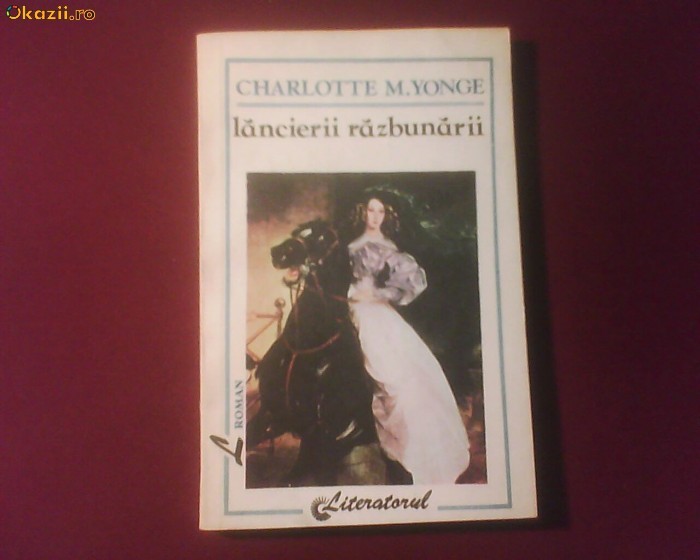 Okazii.ro
CHARLOTTE M. YONGE
lăncierii răzbunării
L ROMAN
Literatorul